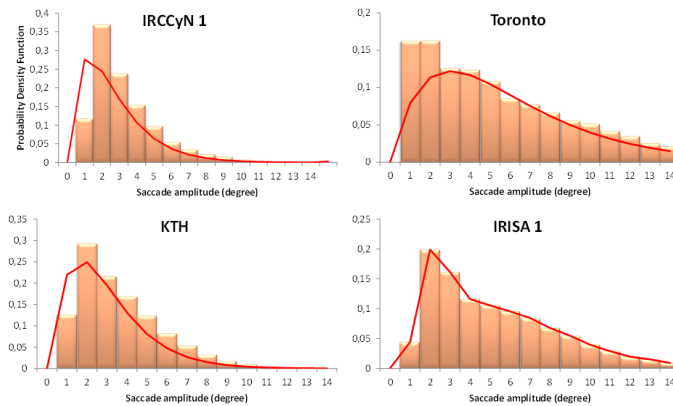 IRCCyN 1
Probability Density Function
0,4
0,35
0,3
0,25
0,2
0,15
0,1
0,05
0
0 1 2 3 4 5 6 7 8 9 10 11 12 13 14
Saccade amplitude (degree)
Toronto
0,2
0,15
0,1
0,05
0
0 1 2 3 4 5 6 7 8 9 10 11 12 13 14
Saccade amplitude (degree)
KTH
0,35
0,3
0,25
0,2
0,15
0,1
0,05
0
0 1 2 3 4 5 6 7 8 9 10 11 12 13 14
Saccade amplitude (degree)
IRISA 1
0,25
0,2
0,15
0,1
0,05
0
0 1 2 3 4 5 6 7 8 9 10 11 12 13 14
Saccade amplitude (degree)